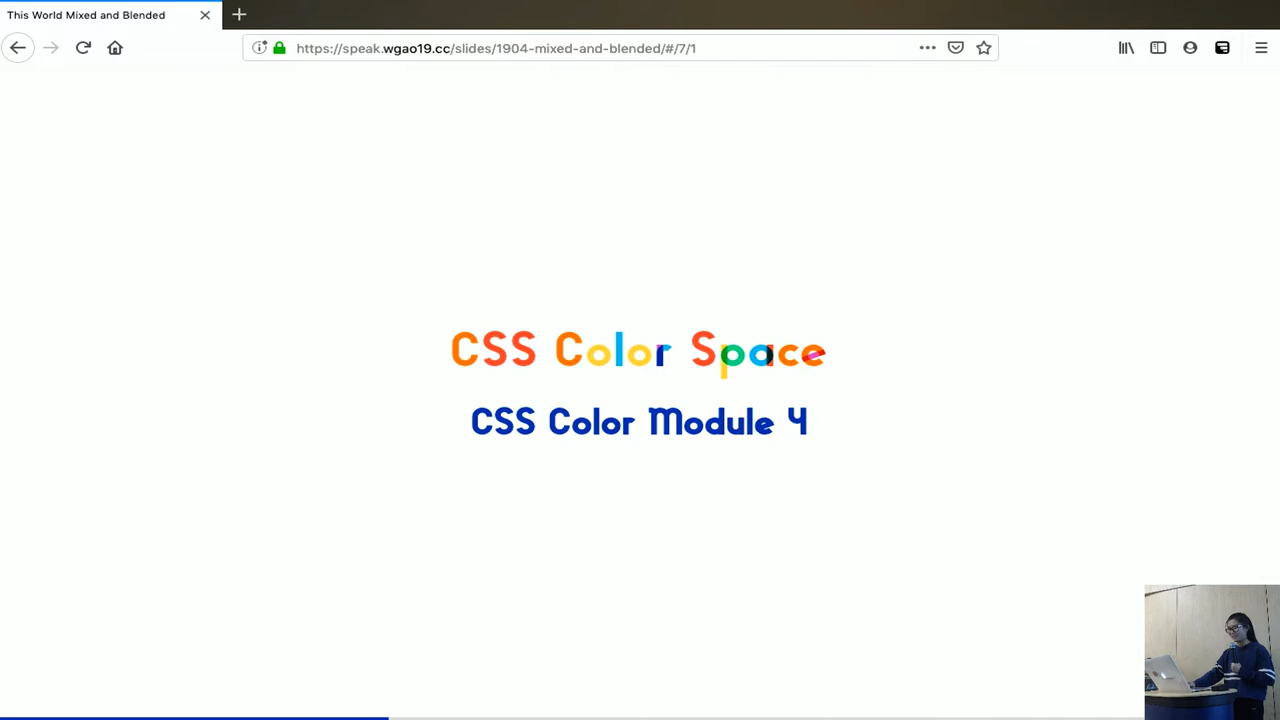 This World Mixed and Blended
https://speak.wgao19.cc/slides/1904-mixed-and-blended/#/7/1
CSS Color Space
CSS Color Module 4